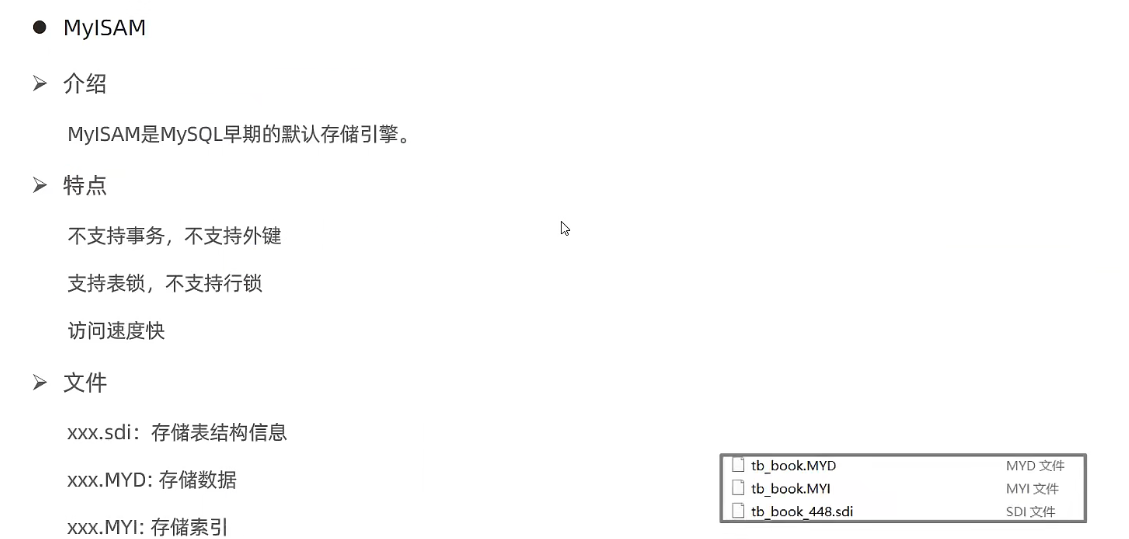 MyISAM
介绍
MyISAM是MySQL早期的默认存储引擎。
特点
不支持事务，不支持外键
支持表锁，不支持行锁
访问速度快
文件
xxx.sdi：存储表结构信息
xxx.MYD: 存储数据
xxx.MYI: 存储索引
tb_book.MYD MYD 文件
tb_book.MYI MYI 文件
tb_book_448.sdi SDI 文件